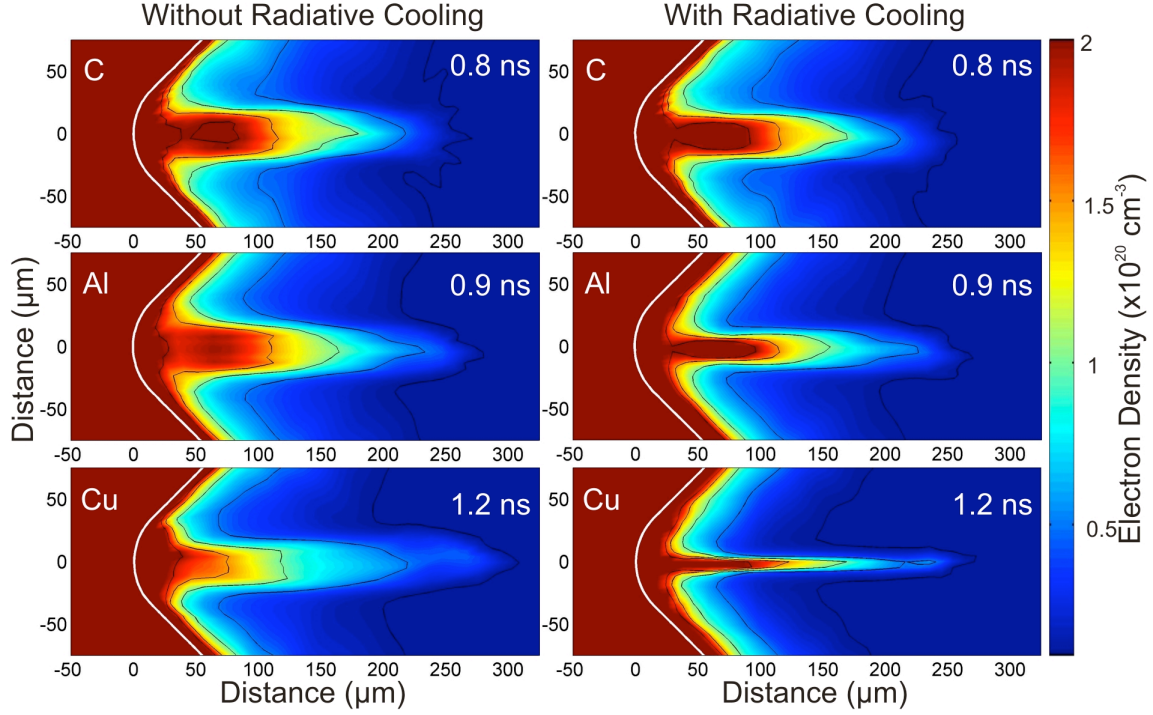 Without Radiative Cooling
With Radiative Cooling
C
0.8 ns
C
0.8 ns
50
0
-50
50
0
-50
-50 0 50 100 150 200 250 300
-50 0 50 100 150 200 250 300
Al
0.9 ns
Al
0.9 ns
50
0
-50
50
0
-50
-50 0 50 100 150 200 250 300
-50 0 50 100 150 200 250 300
Cu
1.2 ns
Cu
1.2 ns
50
0
-50
50
0
-50
-50 0 50 100 150 200 250 300
-50 0 50 100 150 200 250 300
Distance (μm)
Distance (μm)
Distance (μm)
2
1.5
1
0.5
Electron Density (x10²⁰ cm⁻³)